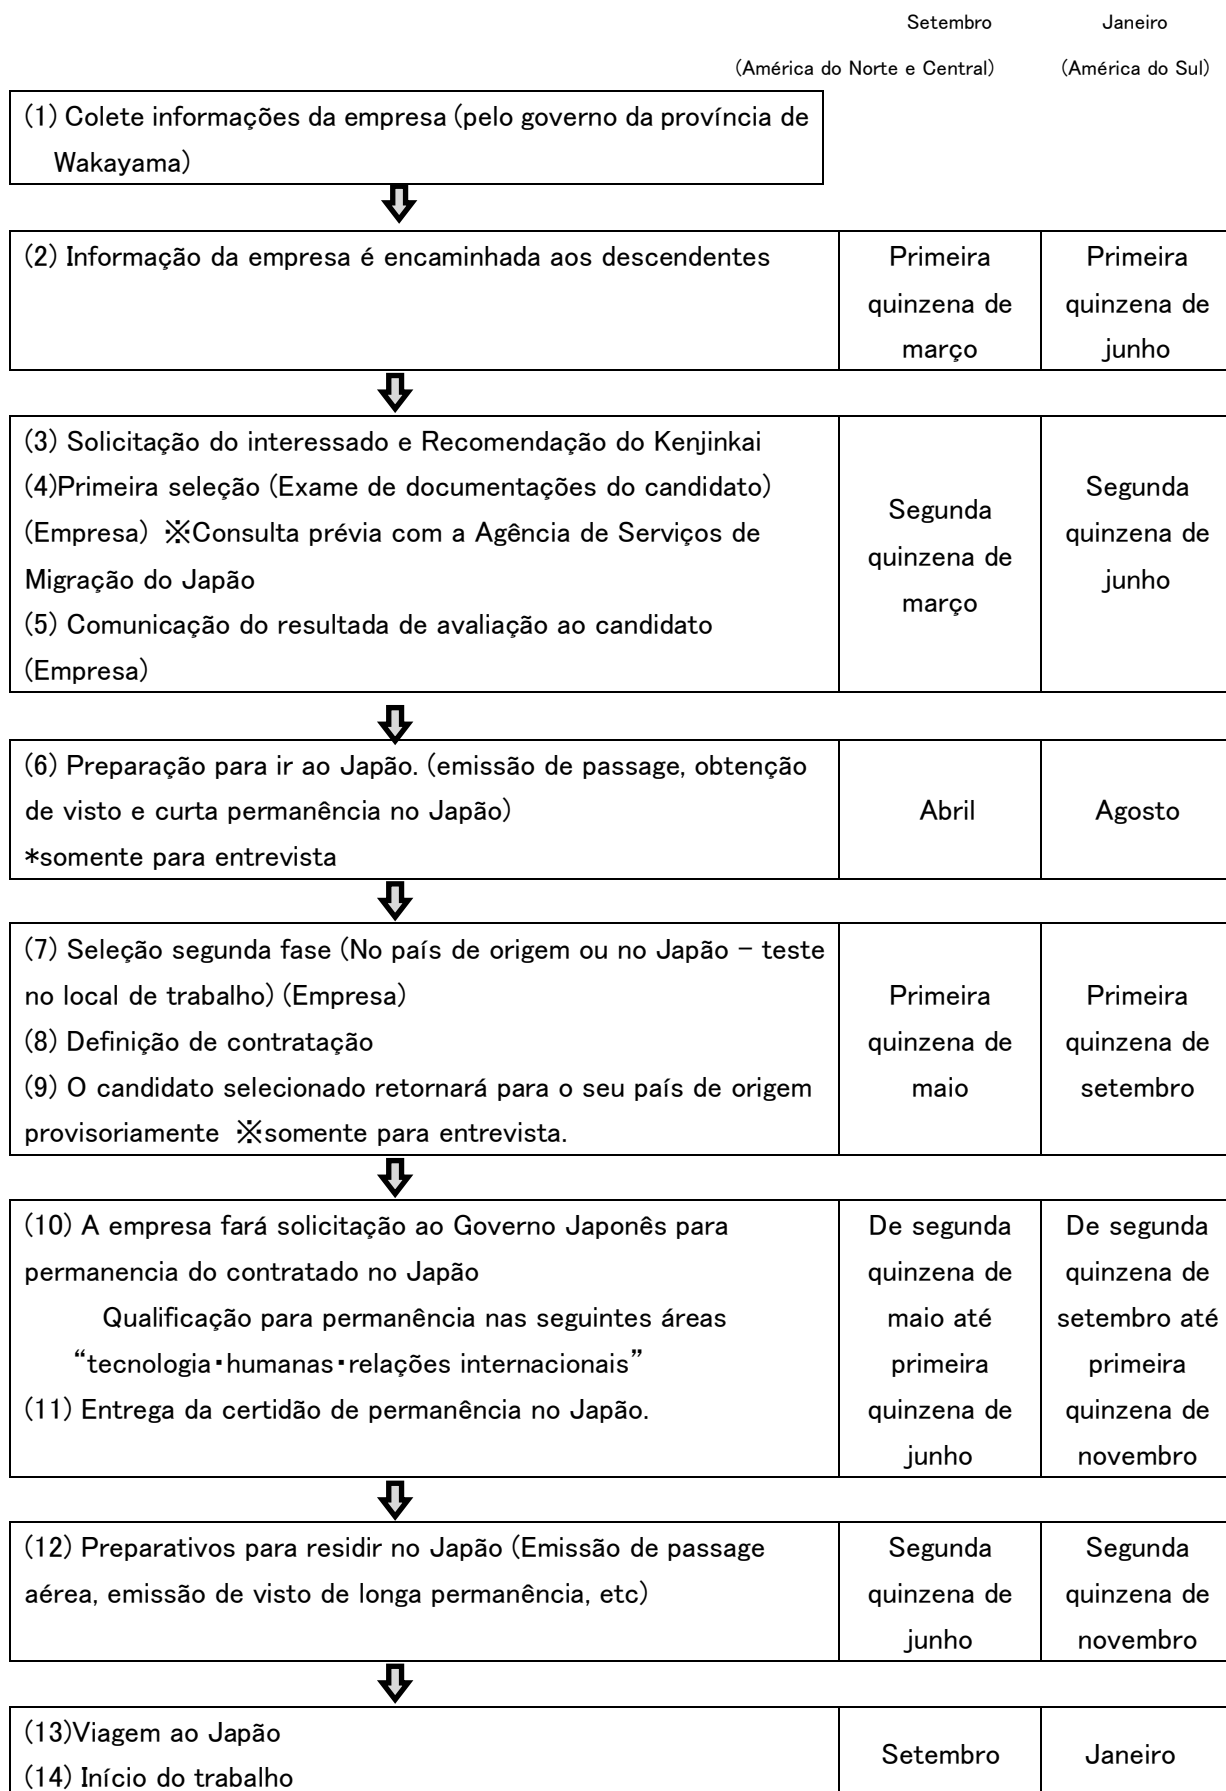 Setembro Janeiro
(América do Norte e Central) (América do Sul)
(1) Colete informações da empresa (pelo governo da província de
Wakayama)
(2) Informação da empresa é encaminhada aos descendentes
Primeira
quinzena de
março
Primeira
quinzena de
junho
(3) Solicitação do interessado e Recomendação do Kenjinkai
(4)Primeira seleção (Exame de documentações do candidato)
(Empresa) ※Consulta prévia com a Agência de Serviços de
Migração do Japão
(5) Comunicação do resultada de avaliação ao candidato
(Empresa)
Segunda
quinzena de
março
Segunda
quinzena de
junho
(6) Preparação para ir ao Japão. (emissão de passage, obtenção
de visto e curta permanência no Japão)
*somente para entrevista
Abril
Agosto
(7) Seleção segunda fase (No país de origem ou no Japão – teste
no local de trabalho) (Empresa)
(8) Definição de contratação
(9) O candidato selecionado retornará para o seu país de origem
provisoriamente ※somente para entrevista.
Primeira
quinzena de
maio
Primeira
quinzena de
setembro
(10) A empresa fará solicitação ao Governo Japonês para
permanencia do contratado no Japão
Qualificação para permanência nas seguintes áreas
“tecnologia・humanas・relações internacionais”
(11) Entrega da certidão de permanência no Japão.
De segunda
quinzena de
maio até
primeira
quinzena de
junho
De segunda
quinzena de
setembro até
primeira
quinzena de
novembro
(12) Preparativos para residir no Japão (Emissão de passage
aérea, emissão de visto de longa permanência, etc)
Segunda
quinzena de
junho
Segunda
quinzena de
novembro
(13)Viagem ao Japão
(14) Início do trabalho
Setembro
Janeiro